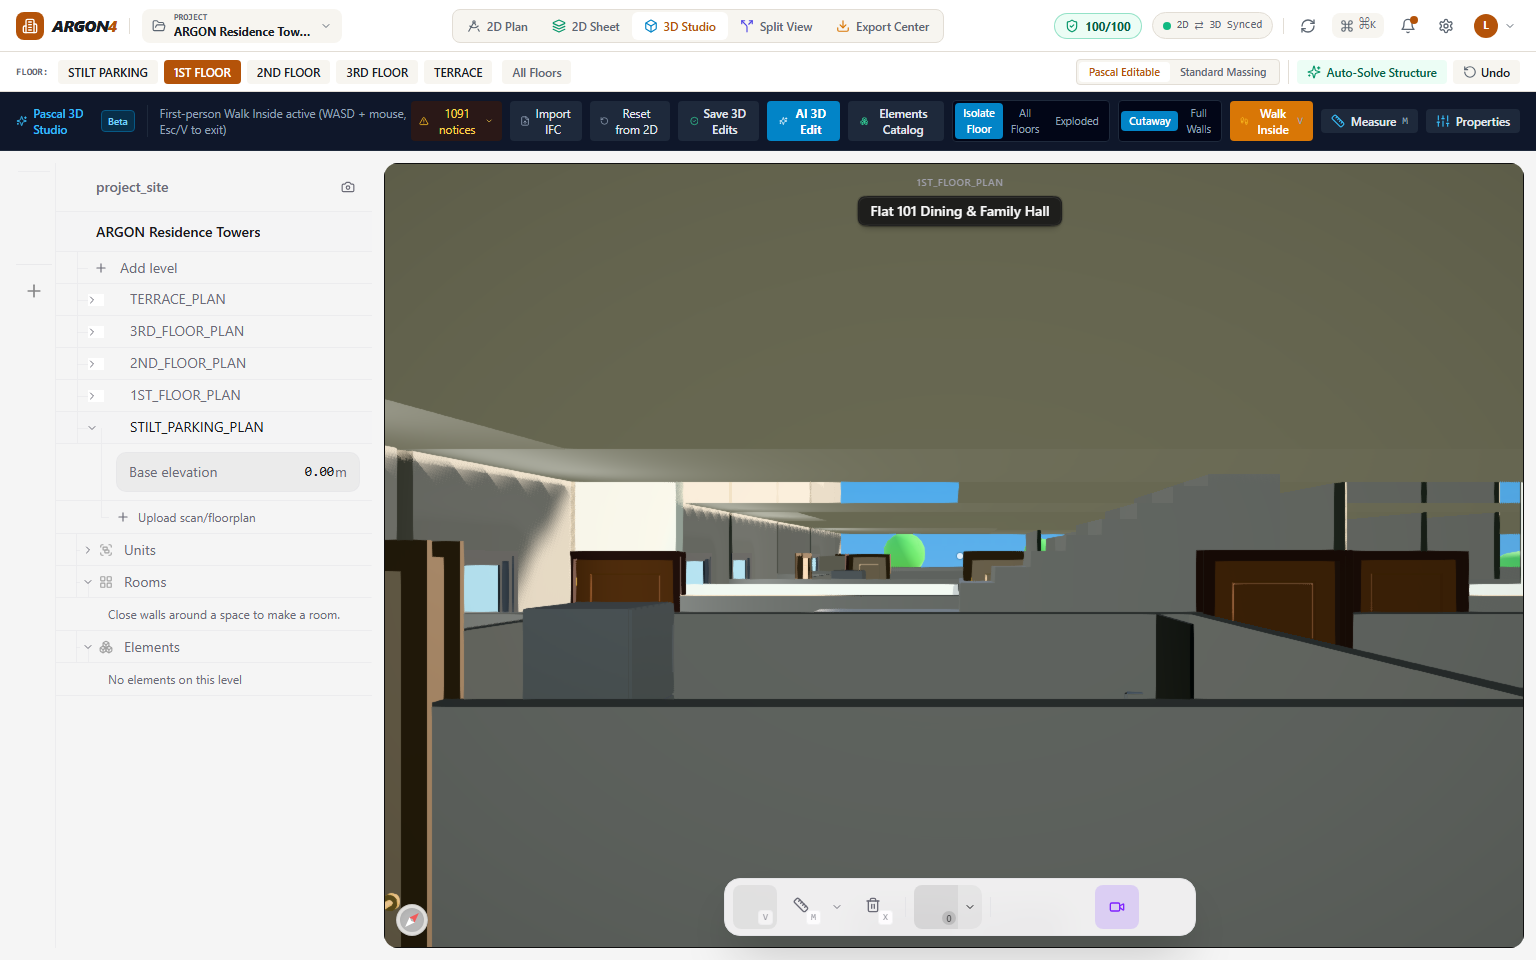 ARGON4
PROJECT
ARGON Residence Tow...
2D Plan
2D Sheet
3D Studio
Split View
Export Center
100/100
2D ⇄ 3D Synced
⌘K
L
FLOOR:
STILT PARKING
1ST FLOOR
2ND FLOOR
3RD FLOOR
TERRACE
All Floors
Pascal Editable
Standard Massing
Auto-Solve Structure
Undo
Pascal 3D
Studio
Beta
First-person Walk Inside active (WASD + mouse,
Esc/V to exit)
1091
notices
Import
IFC
Reset
from 2D
Save 3D
Edits
AI 3D
Edit
Elements
Catalog
Isolate
Floor
All
Floors
Exploded
Cutaway
Full
Walls
Walk
Inside
V
Measure M
Properties
project_site
ARGON Residence Towers
Add level
TERRACE_PLAN
3RD_FLOOR_PLAN
2ND_FLOOR_PLAN
1ST_FLOOR_PLAN
STILT_PARKING_PLAN
Base elevation 0.00m
Upload scan/floorplan
Units
Rooms
Close walls around a space to make a room.
Elements
No elements on this level
1ST_FLOOR_PLAN
Flat 101 Dining & Family Hall
V
M
X
0